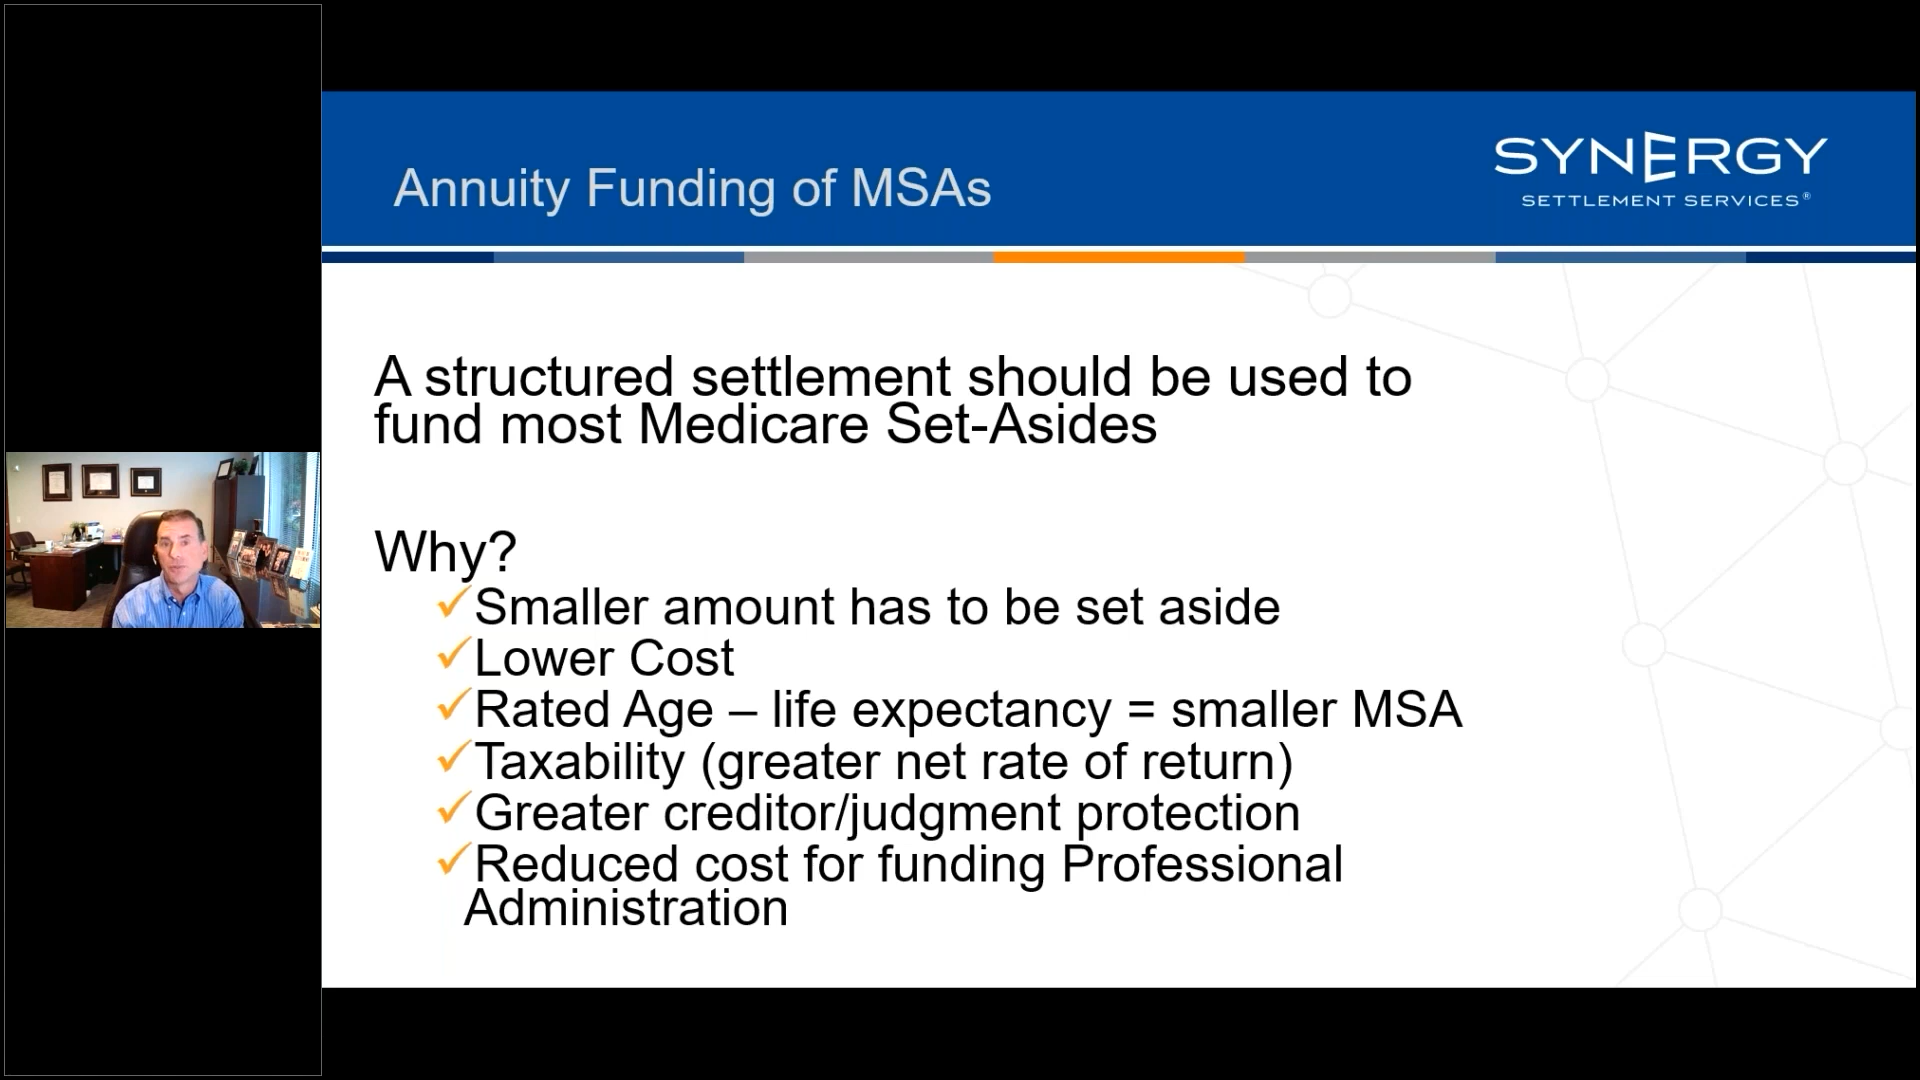 Annuity Funding of MSAs
SYNERGY
SETTLEMENT SERVICES®
A structured settlement should be used to
fund most Medicare Set-Asides
Why?
✓Smaller amount has to be set aside
✓Lower Cost
✓Rated Age – life expectancy = smaller MSA
✓Taxability (greater net rate of return)
✓Greater creditor/judgment protection
✓Reduced cost for funding Professional
Administration